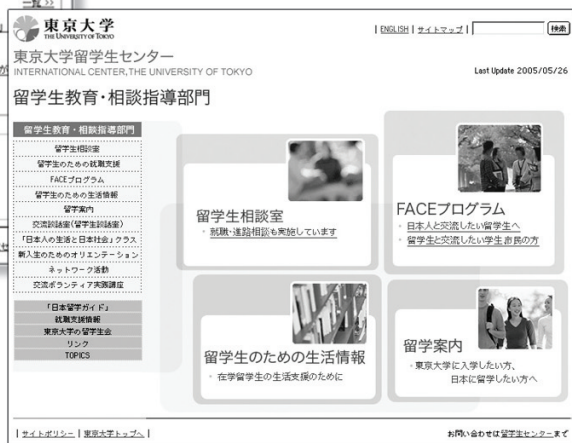 一覧 >>
東京大学
THE UNIVERSITY OF TOKYO
| ENGLISH | サイトマップ |
検索
東京大学留学生センター
INTERNATIONAL CENTER,THE UNIVERSITY OF TOKYO
Last Update 2005/05/26
留学生教育・相談指導部門
留学生教育・相談指導部門
留学生相談室
留学生のための就職支援
FACEプログラム
留学生のための生活情報
留学案内
交流談話室(留学生談話室)
「日本人の生活と日本社会」クラス
新入生のためのオリエンテーション
ネットワーク活動
交流ボランティア実践講座
「日本留学ガイド」
就職支援情報
東京大学の留学生会
リンク
TOPICS
留学生相談室
・就職・進路相談も実施しています
FACEプログラム
・日本人と交流したい留学生へ
・留学生と交流したい学生市民の方
留学生のための生活情報
・在学留学生の生活支援のために
留学案内
・東京大学に入学したい方、
日本に留学したい方へ
| サイトポリシー | 東京大学トップへ |
お問い合わせは留学生センターまで